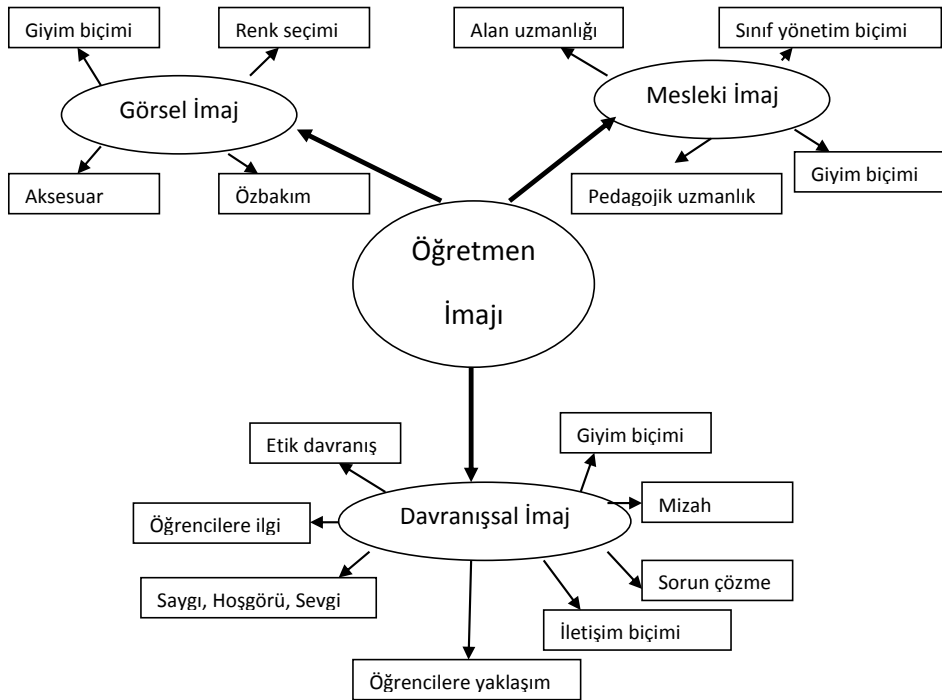 Giyim biçimi
Renk seçimi
Alan uzmanlığı
Sınıf yönetim biçimi
Görsel İmaj
Mesleki İmaj
Aksesuar
Özbakım
Pedagojik uzmanlık
Giyim biçimi
Öğretmen
İmajı
Etik davranış
Giyim biçimi
Öğrencilere ilgi
Davranışsal İmaj
Mizah
Saygı, Hoşgörü, Sevgi
Sorun çözme
İletişim biçimi
Öğrencilere yaklaşım